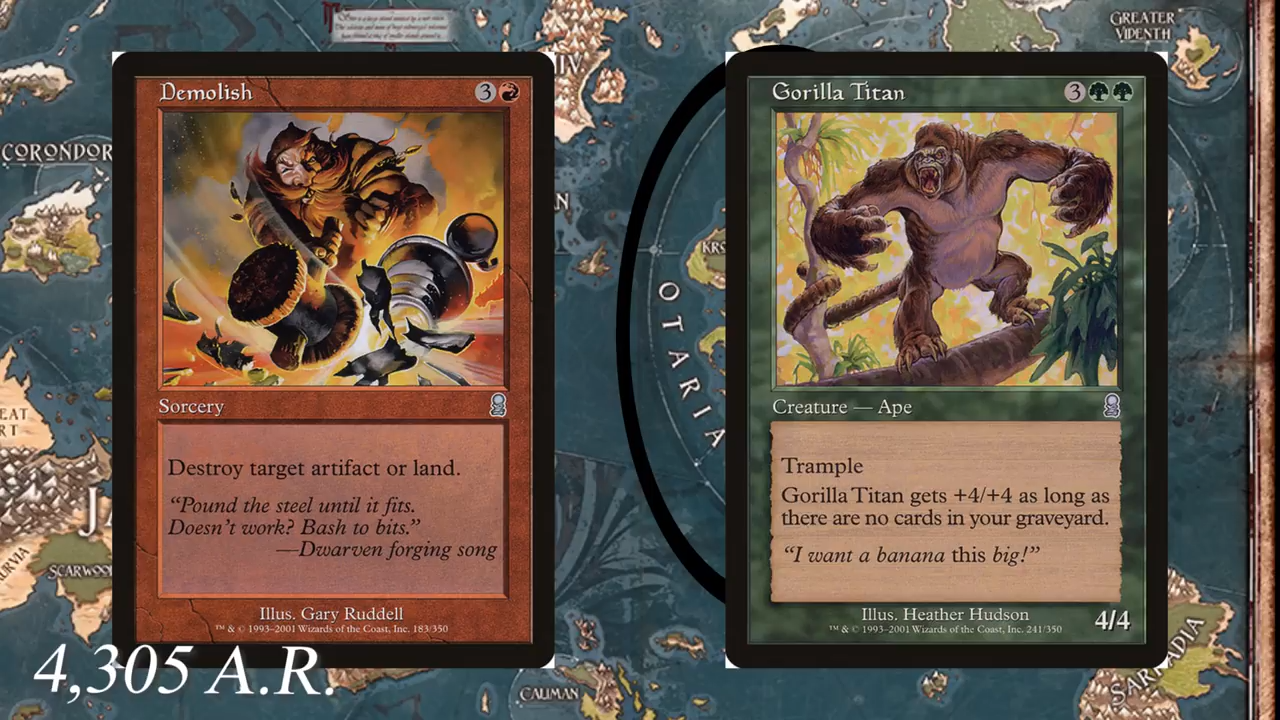 GREATER
VIDENTH
IV
CORONDOR
Demolish
3
Sorcery
Destroy target artifact or land.
“Pound the steel until it fits.
Doesn't work? Bash to bits.”
—Dwarven forging song
Illus. Gary Ruddell
™ & © 1993–2001 Wizards of the Coast, Inc. 183/350
OTARIA
Gorilla Titan
3
Creature — Ape
Trample
Gorilla Titan gets +4/+4 as long as
there are no cards in your graveyard.
“I want a banana this big!”
Illus. Heather Hudson
™ & © 1993–2001 Wizards of the Coast, Inc. 241/350
4/4
4,305 A.R.
CALIMAN